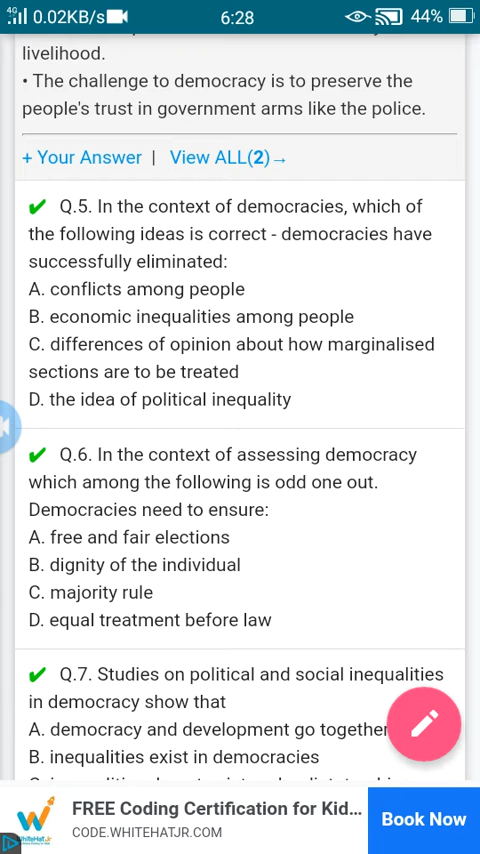 4G 0.02KB/s 6:28 44%
livelihood.
• The challenge to democracy is to preserve the
people's trust in government arms like the police.
+ Your Answer | View ALL(2)→
✔ Q.5. In the context of democracies, which of
the following ideas is correct - democracies have
successfully eliminated:
A. conflicts among people
B. economic inequalities among people
C. differences of opinion about how marginalised
sections are to be treated
D. the idea of political inequality
✔ Q.6. In the context of assessing democracy
which among the following is odd one out.
Democracies need to ensure:
A. free and fair elections
B. dignity of the individual
C. majority rule
D. equal treatment before law
✔ Q.7. Studies on political and social inequalities
in democracy show that
A. democracy and development go together
B. inequalities exist in democracies
FREE Coding Certification for Kid...
CODE.WHITEHATJR.COM
Book Now
WhiteHat Jr